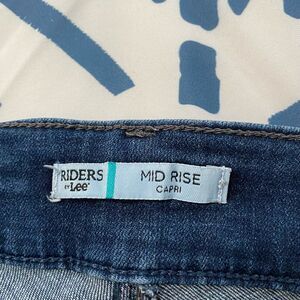 RIDERS
BY Lee®
MID RISE
CAPRI